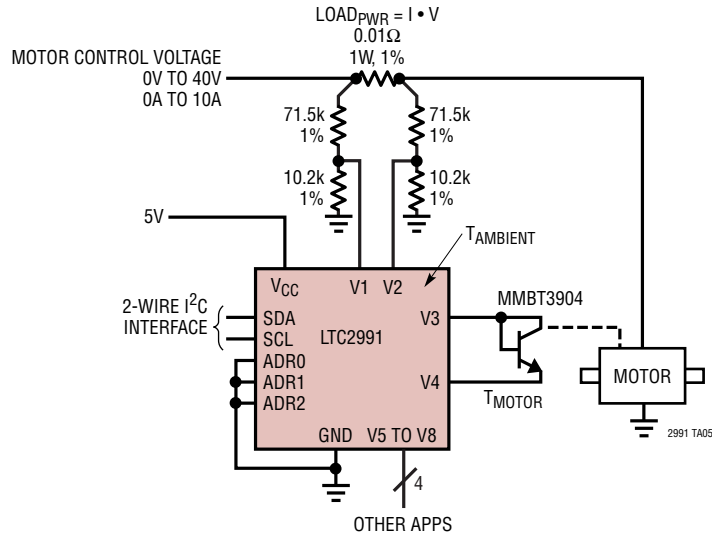 LOADPWR = I • V
0.01Ω
1W, 1%
MOTOR CONTROL VOLTAGE
0V TO 40V
0A TO 10A
71.5k
1%
71.5k
1%
10.2k
1%
10.2k
1%
5V
TAMBIENT
VCC
V1
V2
MMBT3904
2-WIRE I2C
INTERFACE
SDA
SCL
ADR0
ADR1
ADR2
LTC2991
V3
V4
TMOTOR
MOTOR
GND
V5 TO V8
2991 TA05
4
OTHER APPS